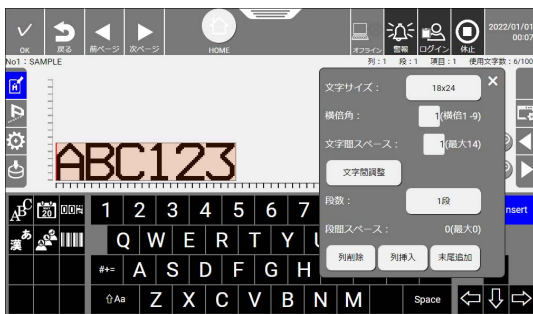 OK 戻る 前ページ 次ページ HOME オフライン 警報 ログイン 休止 2022/01/01 00:07
No1 : SAMPLE 列 : 1 段 : 1 項目 : 1 使用文字数 : 6/100
文字サイズ : 18x24
横倍角 : 1(横倍1-9)
文字間スペース : 1(最大14)
文字間調整
段数 : 1段
段間スペース : 0(最大0)
列削除 列挿入 末尾追加
ABC123
ABC 20 1 2 3 4 5 6 7 nsert
漢 あ Q W E R T Y U
#+= A S D F G H
Aa Z X C V B N M Space